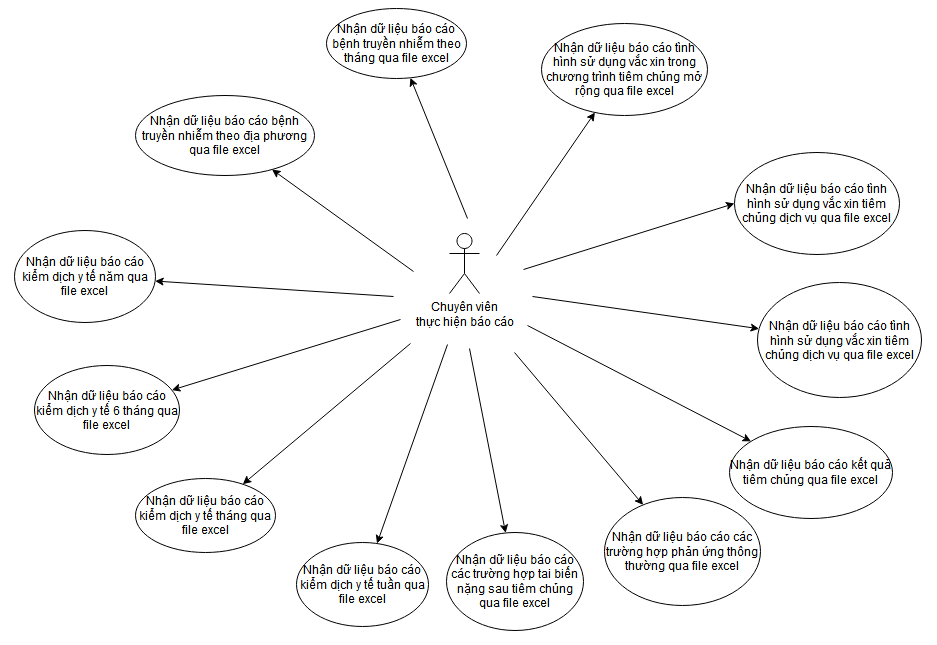 Nhận dữ liệu báo cáo
bệnh truyền nhiễm theo
tháng qua file excel
Nhận dữ liệu báo cáo tình
hình sử dụng vắc xin trong
chương trình tiêm chủng mở
rộng qua file excel
Nhận dữ liệu báo cáo bệnh
truyền nhiễm theo địa phương
qua file excel
Nhận dữ liệu báo cáo tình
hình sử dụng vắc xin tiêm
chủng dịch vụ qua file excel
Nhận dữ liệu báo cáo
kiểm dịch y tế năm qua
file excel
Chuyên viên
thực hiện báo cáo
Nhận dữ liệu báo cáo tình
hình sử dụng vắc xin tiêm
chủng dịch vụ qua file excel
Nhận dữ liệu báo cáo
kiểm dịch y tế 6 tháng qua
file excel
Nhận dữ liệu báo cáo kết quả
tiêm chủng qua file excel
Nhận dữ liệu báo cáo
kiểm dịch y tế tháng qua
file excel
Nhận dữ liệu báo cáo các
trường hợp phản ứng thông
thường qua file excel
Nhận dữ liệu báo cáo
các trường hợp tai biến
nặng sau tiêm chủng
qua file excel
Nhận dữ liệu báo cáo
kiểm dịch y tế tuần qua
file excel